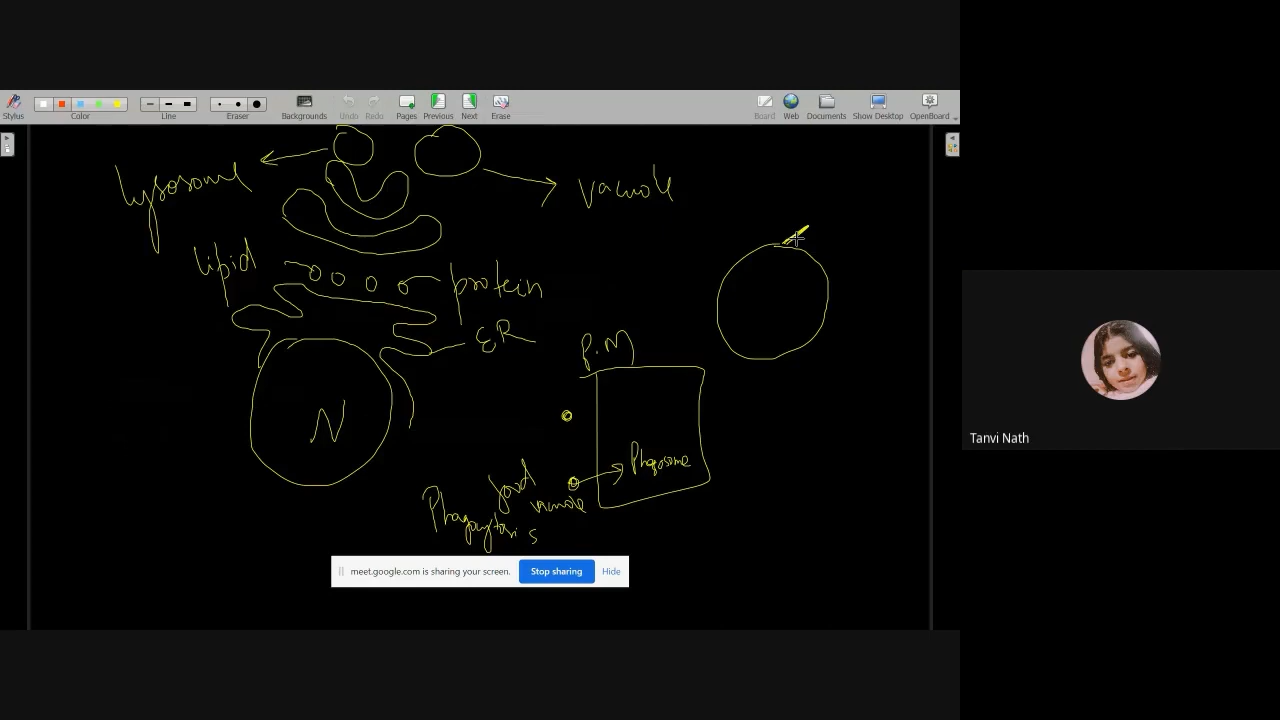 Stylus
Color
Line
Eraser
Backgrounds
Undo
Redo
Pages
Previous
Next
Erase
Board
Web
Documents
Show Desktop
OpenBoard
lysosome
vacuole
lipid
protein
ER
P.M
N
Phagosome
food
vacuole
Phagocytosis
meet.google.com is sharing your screen.
Stop sharing
Hide
Tanvi Nath